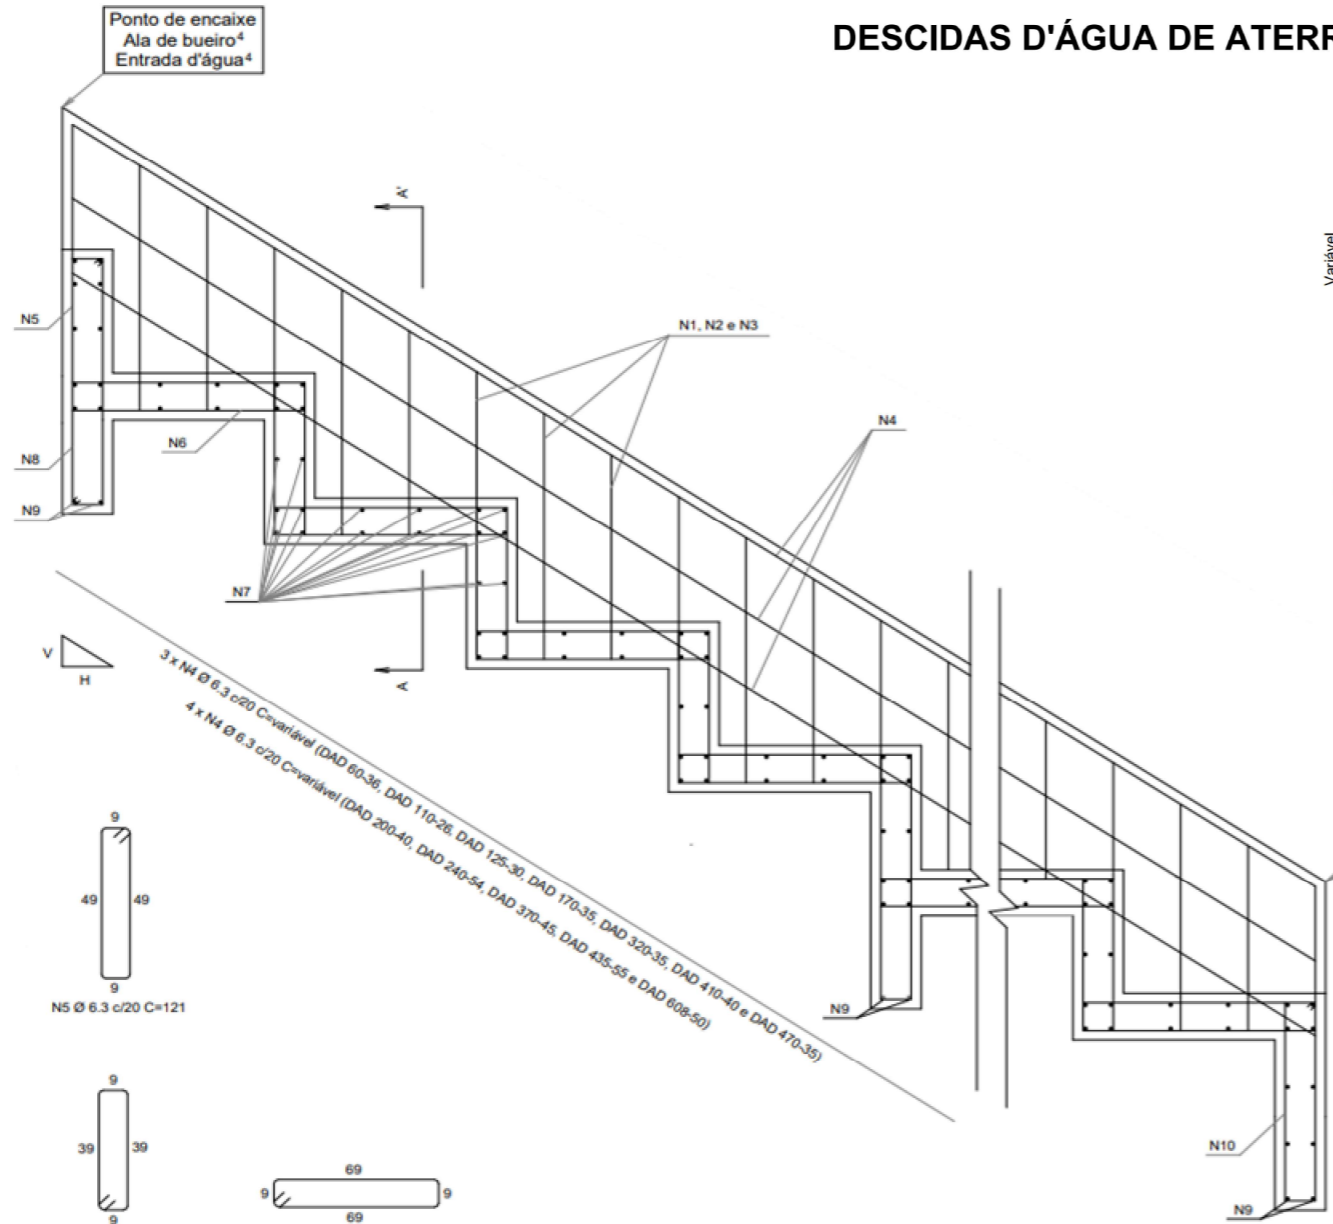 Ponto de encaixe
Ala de bueiro⁴
Entrada d'água⁴
DESCIDAS D'ÁGUA DE ATERR
A'
Variável
N5
N1, N2 e N3
N4
N6
N8
N9
N7
V
H
A
3 x N4 Ø 6.3 c/20 C=variável (DAD 60-36, DAD 110-26, DAD 125-30, DAD 170-35, DAD 320-35, DAD 410-40 e DAD 470-35)
4 x N4 Ø 6.3 c/20 C=variável (DAD 200-40, DAD 240-54, DAD 370-45, DAD 435-55 e DAD 608-50)
9
49
49
9
N5 Ø 6.3 c/20 C=121
N9
9
39
39
9
69
9
9
69
N10
N9